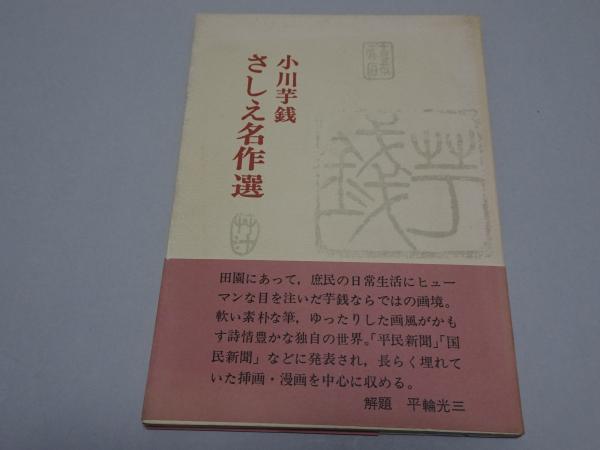 小川芋銭
さしえ名作選
芋銭
田園にあって，庶民の日常生活にヒュー
マンな目を注いだ芋銭ならではの画境。
軟い素朴な筆，ゆったりした画風がかも
す詩情豊かな独自の世界。「平民新聞」「国
民新聞」などに発表され，長らく埋れて
いた挿画・漫画を中心に収める。
解題　平輪光三